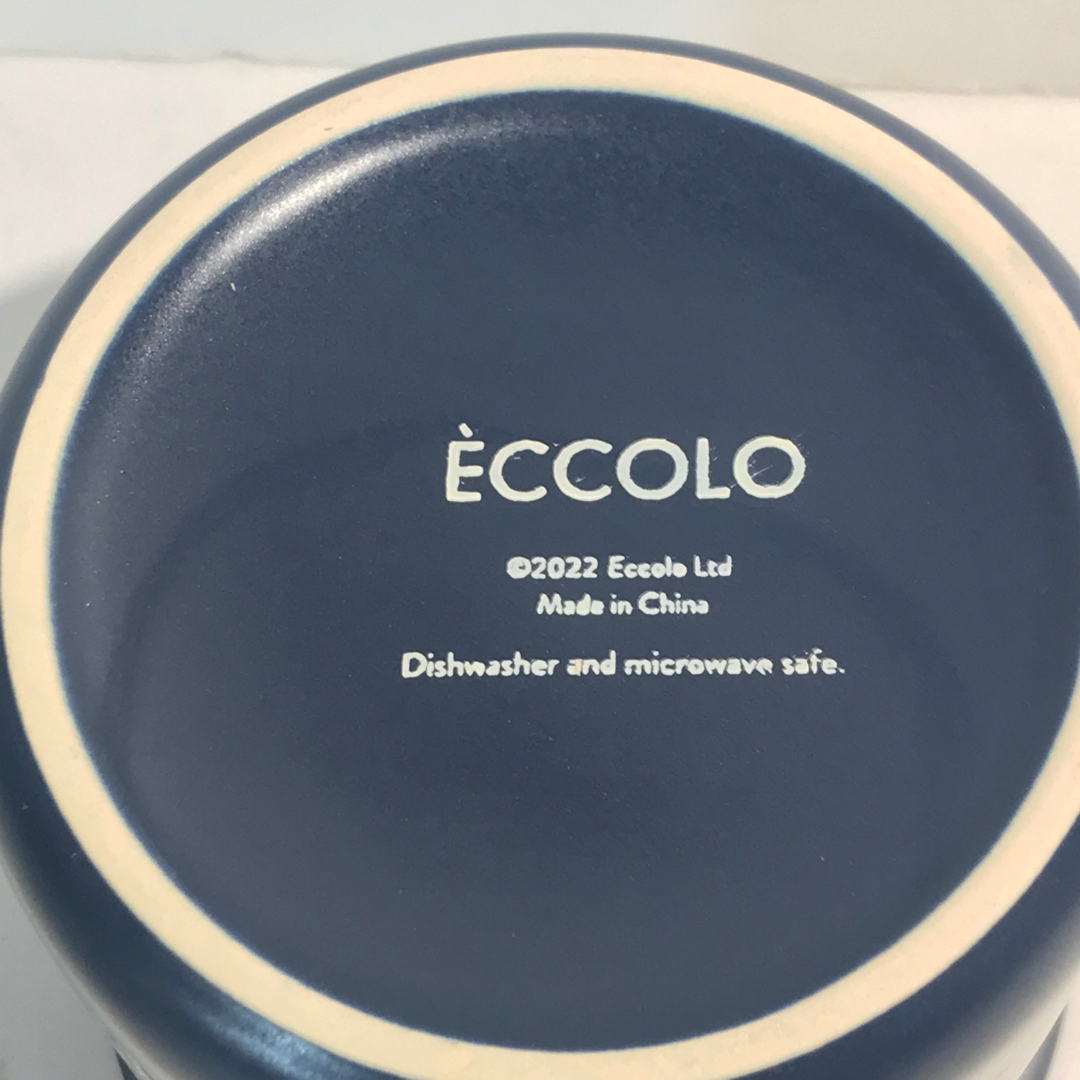 ÈCCOLO
©2022 Eccolo Ltd
Made in China
Dishwasher and microwave safe.